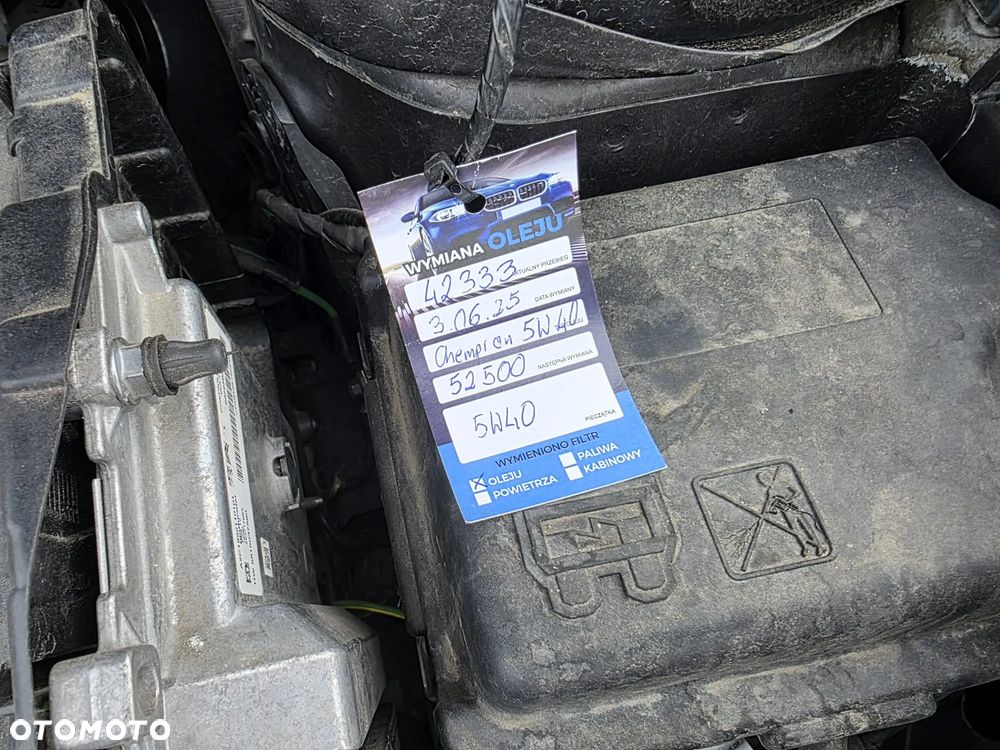 WYMIANA OLEJU
42333 AKTUALNY PRZEBIEG
3.06.25 DATA WYMIANY
Chempion 5W40
52500 NASTĘPNA WYMIANA
5W40 PIECZĄTKA
WYMIENIONO FILTR
OLEJU PALIWA
POWIETRZA KABINOWY
OTOMOTO